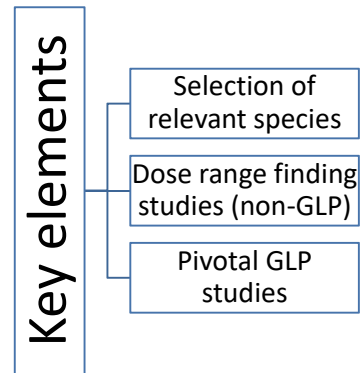 Key elements
Selection of
relevant species
Dose range finding
studies (non-GLP)
Pivotal GLP
studies